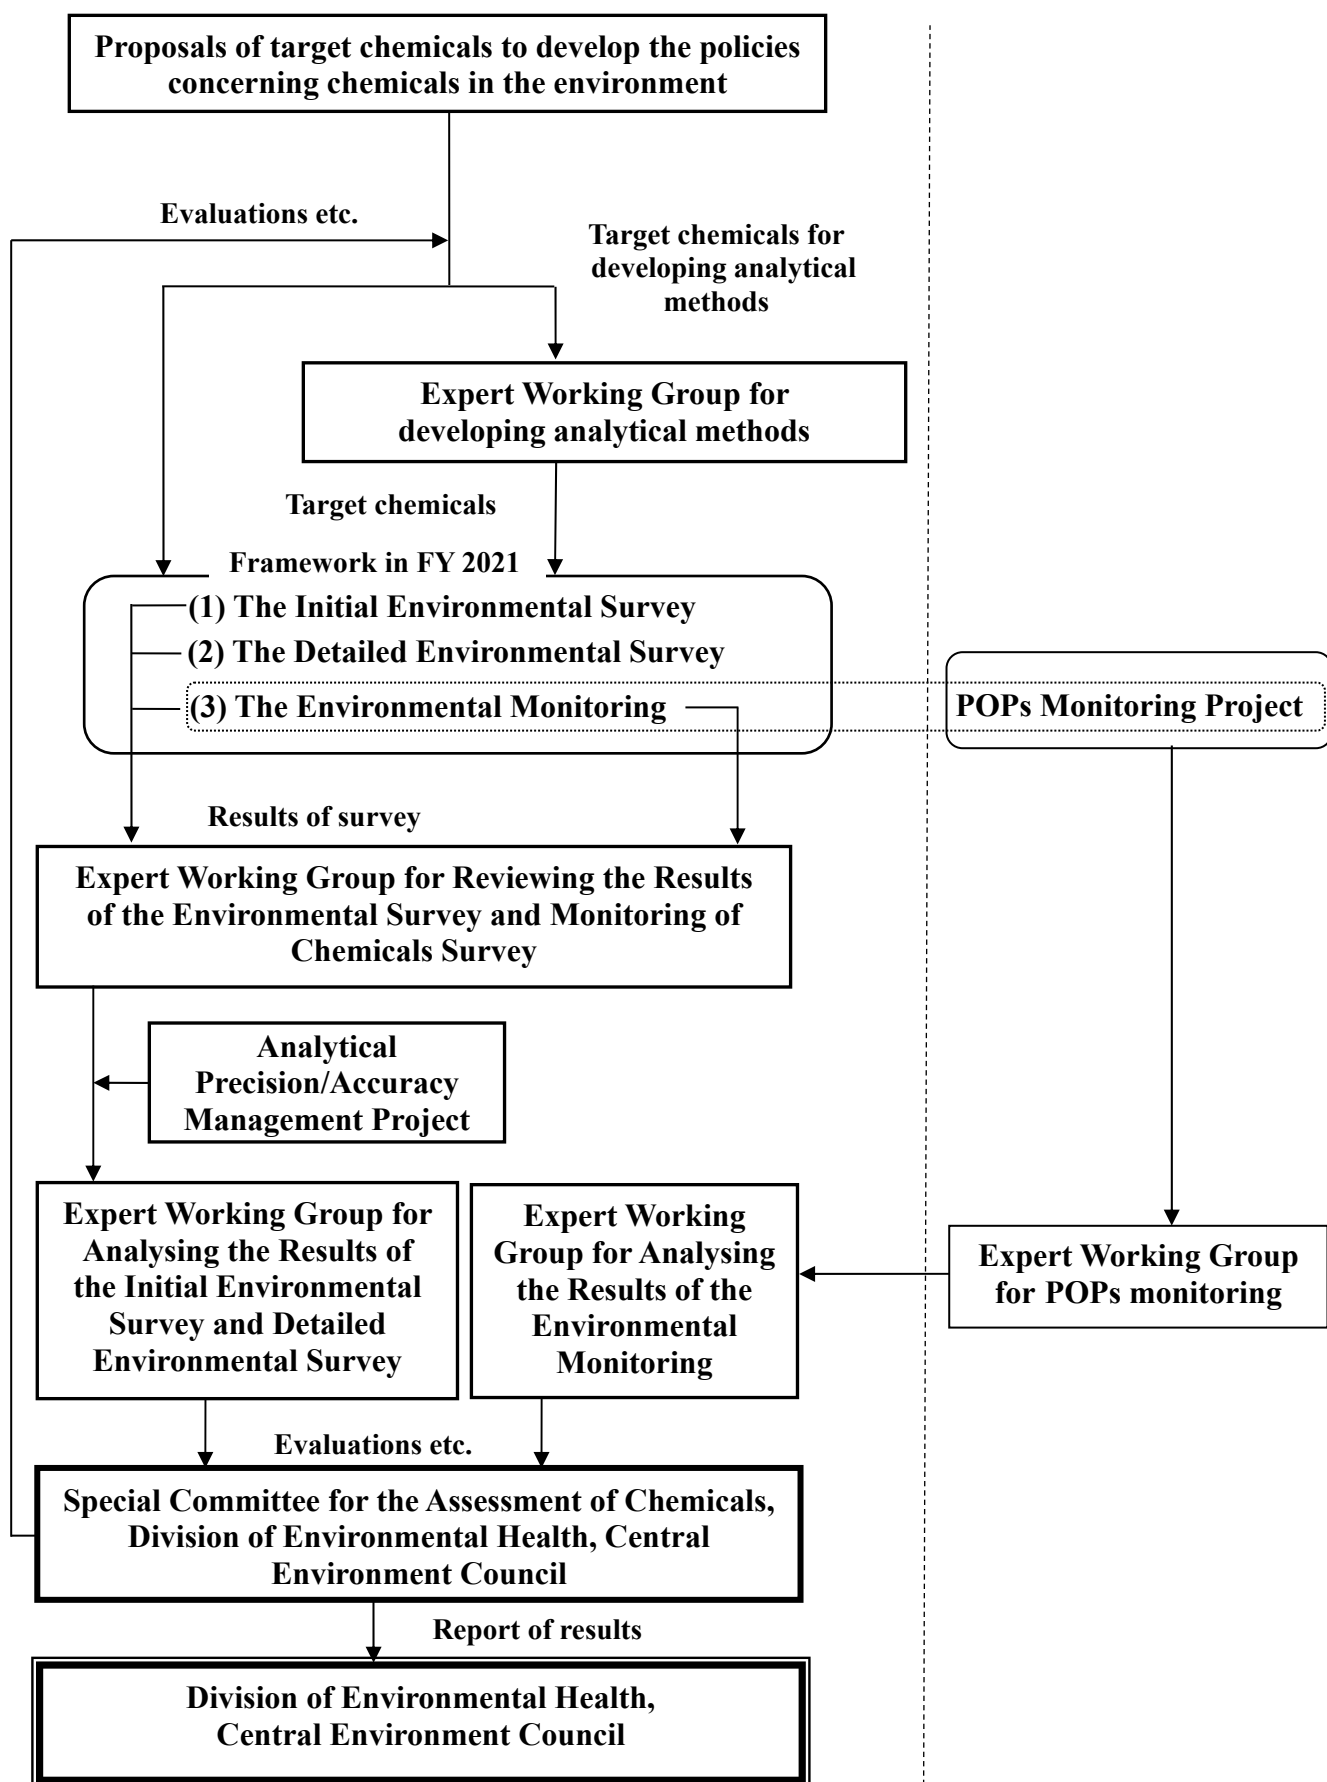 Proposals of target chemicals to develop the policies
concerning chemicals in the environment
Evaluations etc.
Target chemicals for
developing analytical
methods
Expert Working Group for
developing analytical methods
Target chemicals
Framework in FY 2021
(1) The Initial Environmental Survey
(2) The Detailed Environmental Survey
(3) The Environmental Monitoring
POPs Monitoring Project
Results of survey
Expert Working Group for Reviewing the Results
of the Environmental Survey and Monitoring of
Chemicals Survey
Analytical
Precision/Accuracy
Management Project
Expert Working Group for
Analysing the Results of
the Initial Environmental
Survey and Detailed
Environmental Survey
Expert Working
Group for Analysing
the Results of the
Environmental
Monitoring
Expert Working Group
for POPs monitoring
Evaluations etc.
Special Committee for the Assessment of Chemicals,
Division of Environmental Health, Central
Environment Council
Report of results
Division of Environmental Health,
Central Environment Council